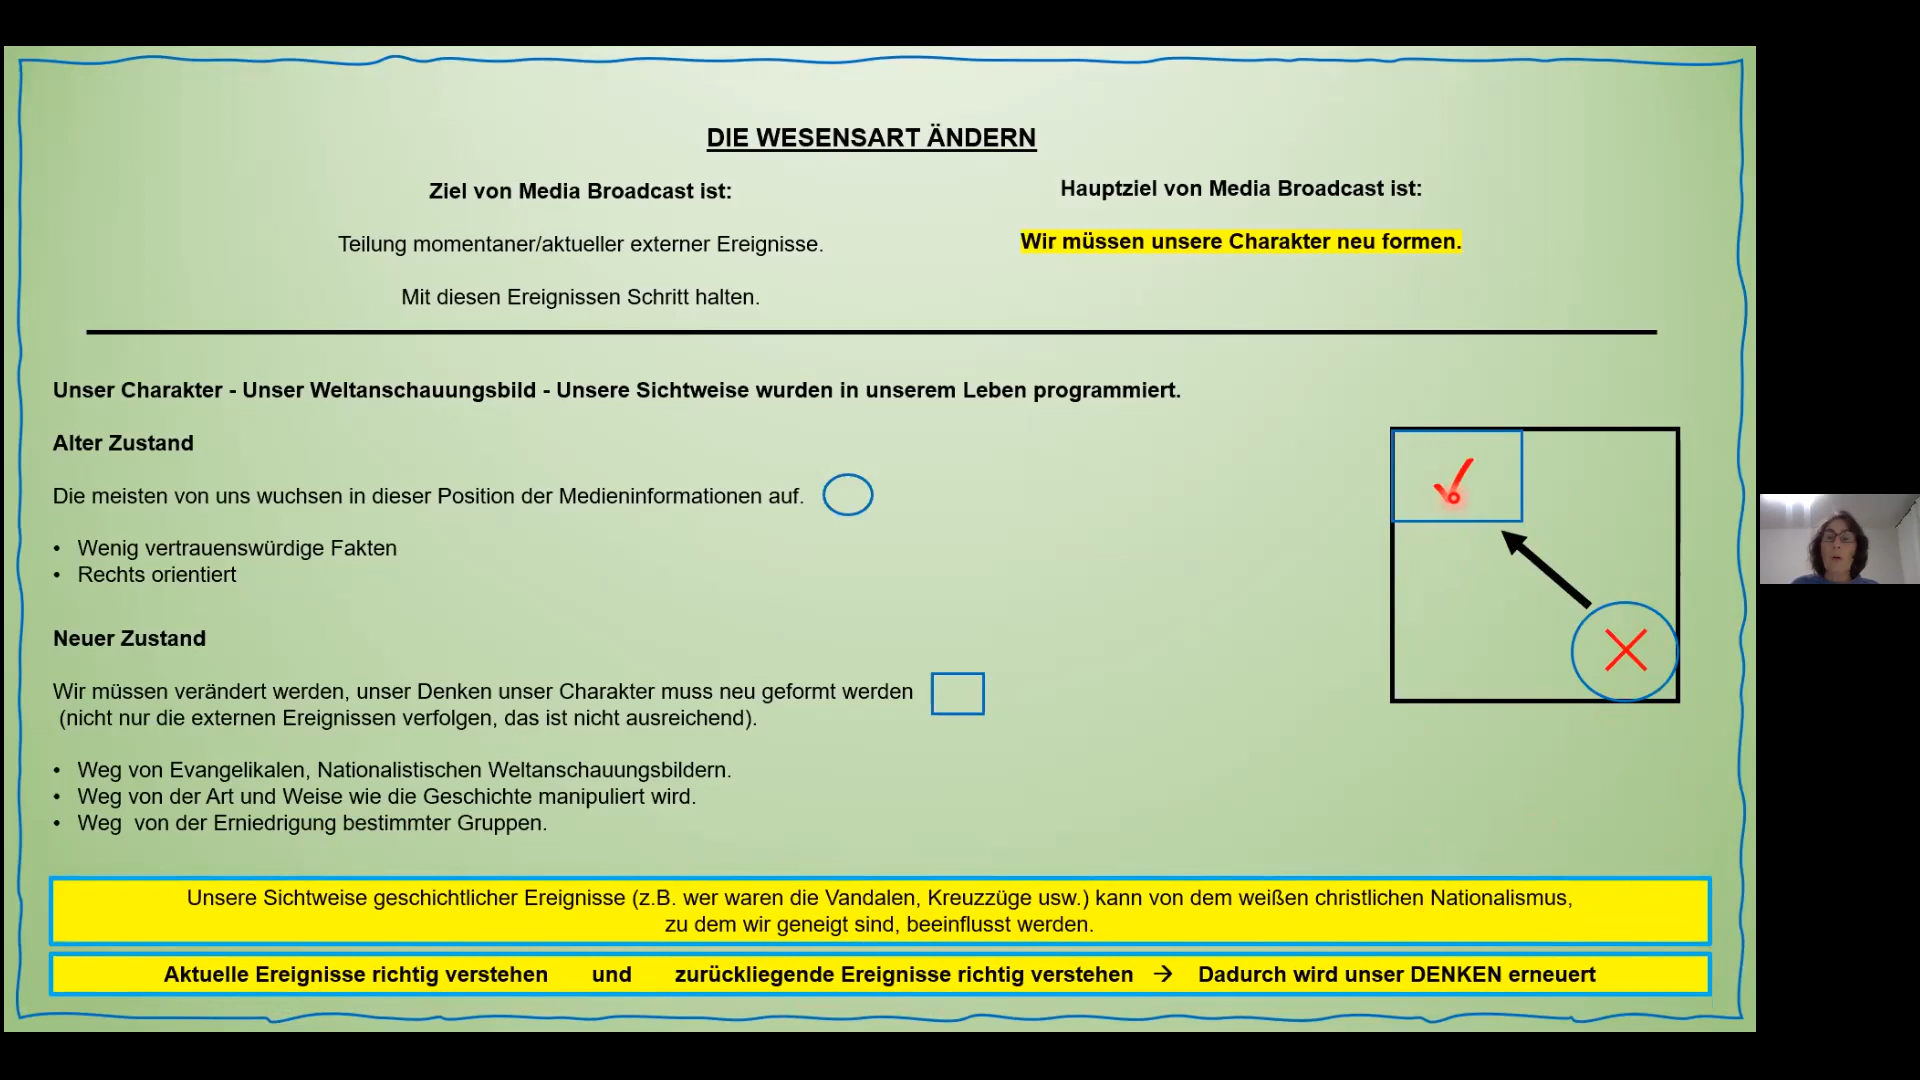 DIE WESENSART ÄNDERN
Ziel von Media Broadcast ist:
Teilung momentaner/aktueller externer Ereignisse.
Mit diesen Ereignissen Schritt halten.
Hauptziel von Media Broadcast ist:
Wir müssen unsere Charakter neu formen.
Unser Charakter - Unser Weltanschauungsbild - Unsere Sichtweise wurden in unserem Leben programmiert.
Alter Zustand
Die meisten von uns wuchsen in dieser Position der Medieninformationen auf.
• Wenig vertrauenswürdige Fakten
• Rechts orientiert
Neuer Zustand
Wir müssen verändert werden, unser Denken unser Charakter muss neu geformt werden
(nicht nur die externen Ereignissen verfolgen, das ist nicht ausreichend).
• Weg von Evangelikalen, Nationalistischen Weltanschauungsbildern.
• Weg von der Art und Weise wie die Geschichte manipuliert wird.
• Weg  von der Erniedrigung bestimmter Gruppen.
Unsere Sichtweise geschichtlicher Ereignisse (z.B. wer waren die Vandalen, Kreuzzüge usw.) kann von dem weißen christlichen Nationalismus,
zu dem wir geneigt sind, beeinflusst werden.
Aktuelle Ereignisse richtig verstehen und zurückliegende Ereignisse richtig verstehen → Dadurch wird unser DENKEN erneuert